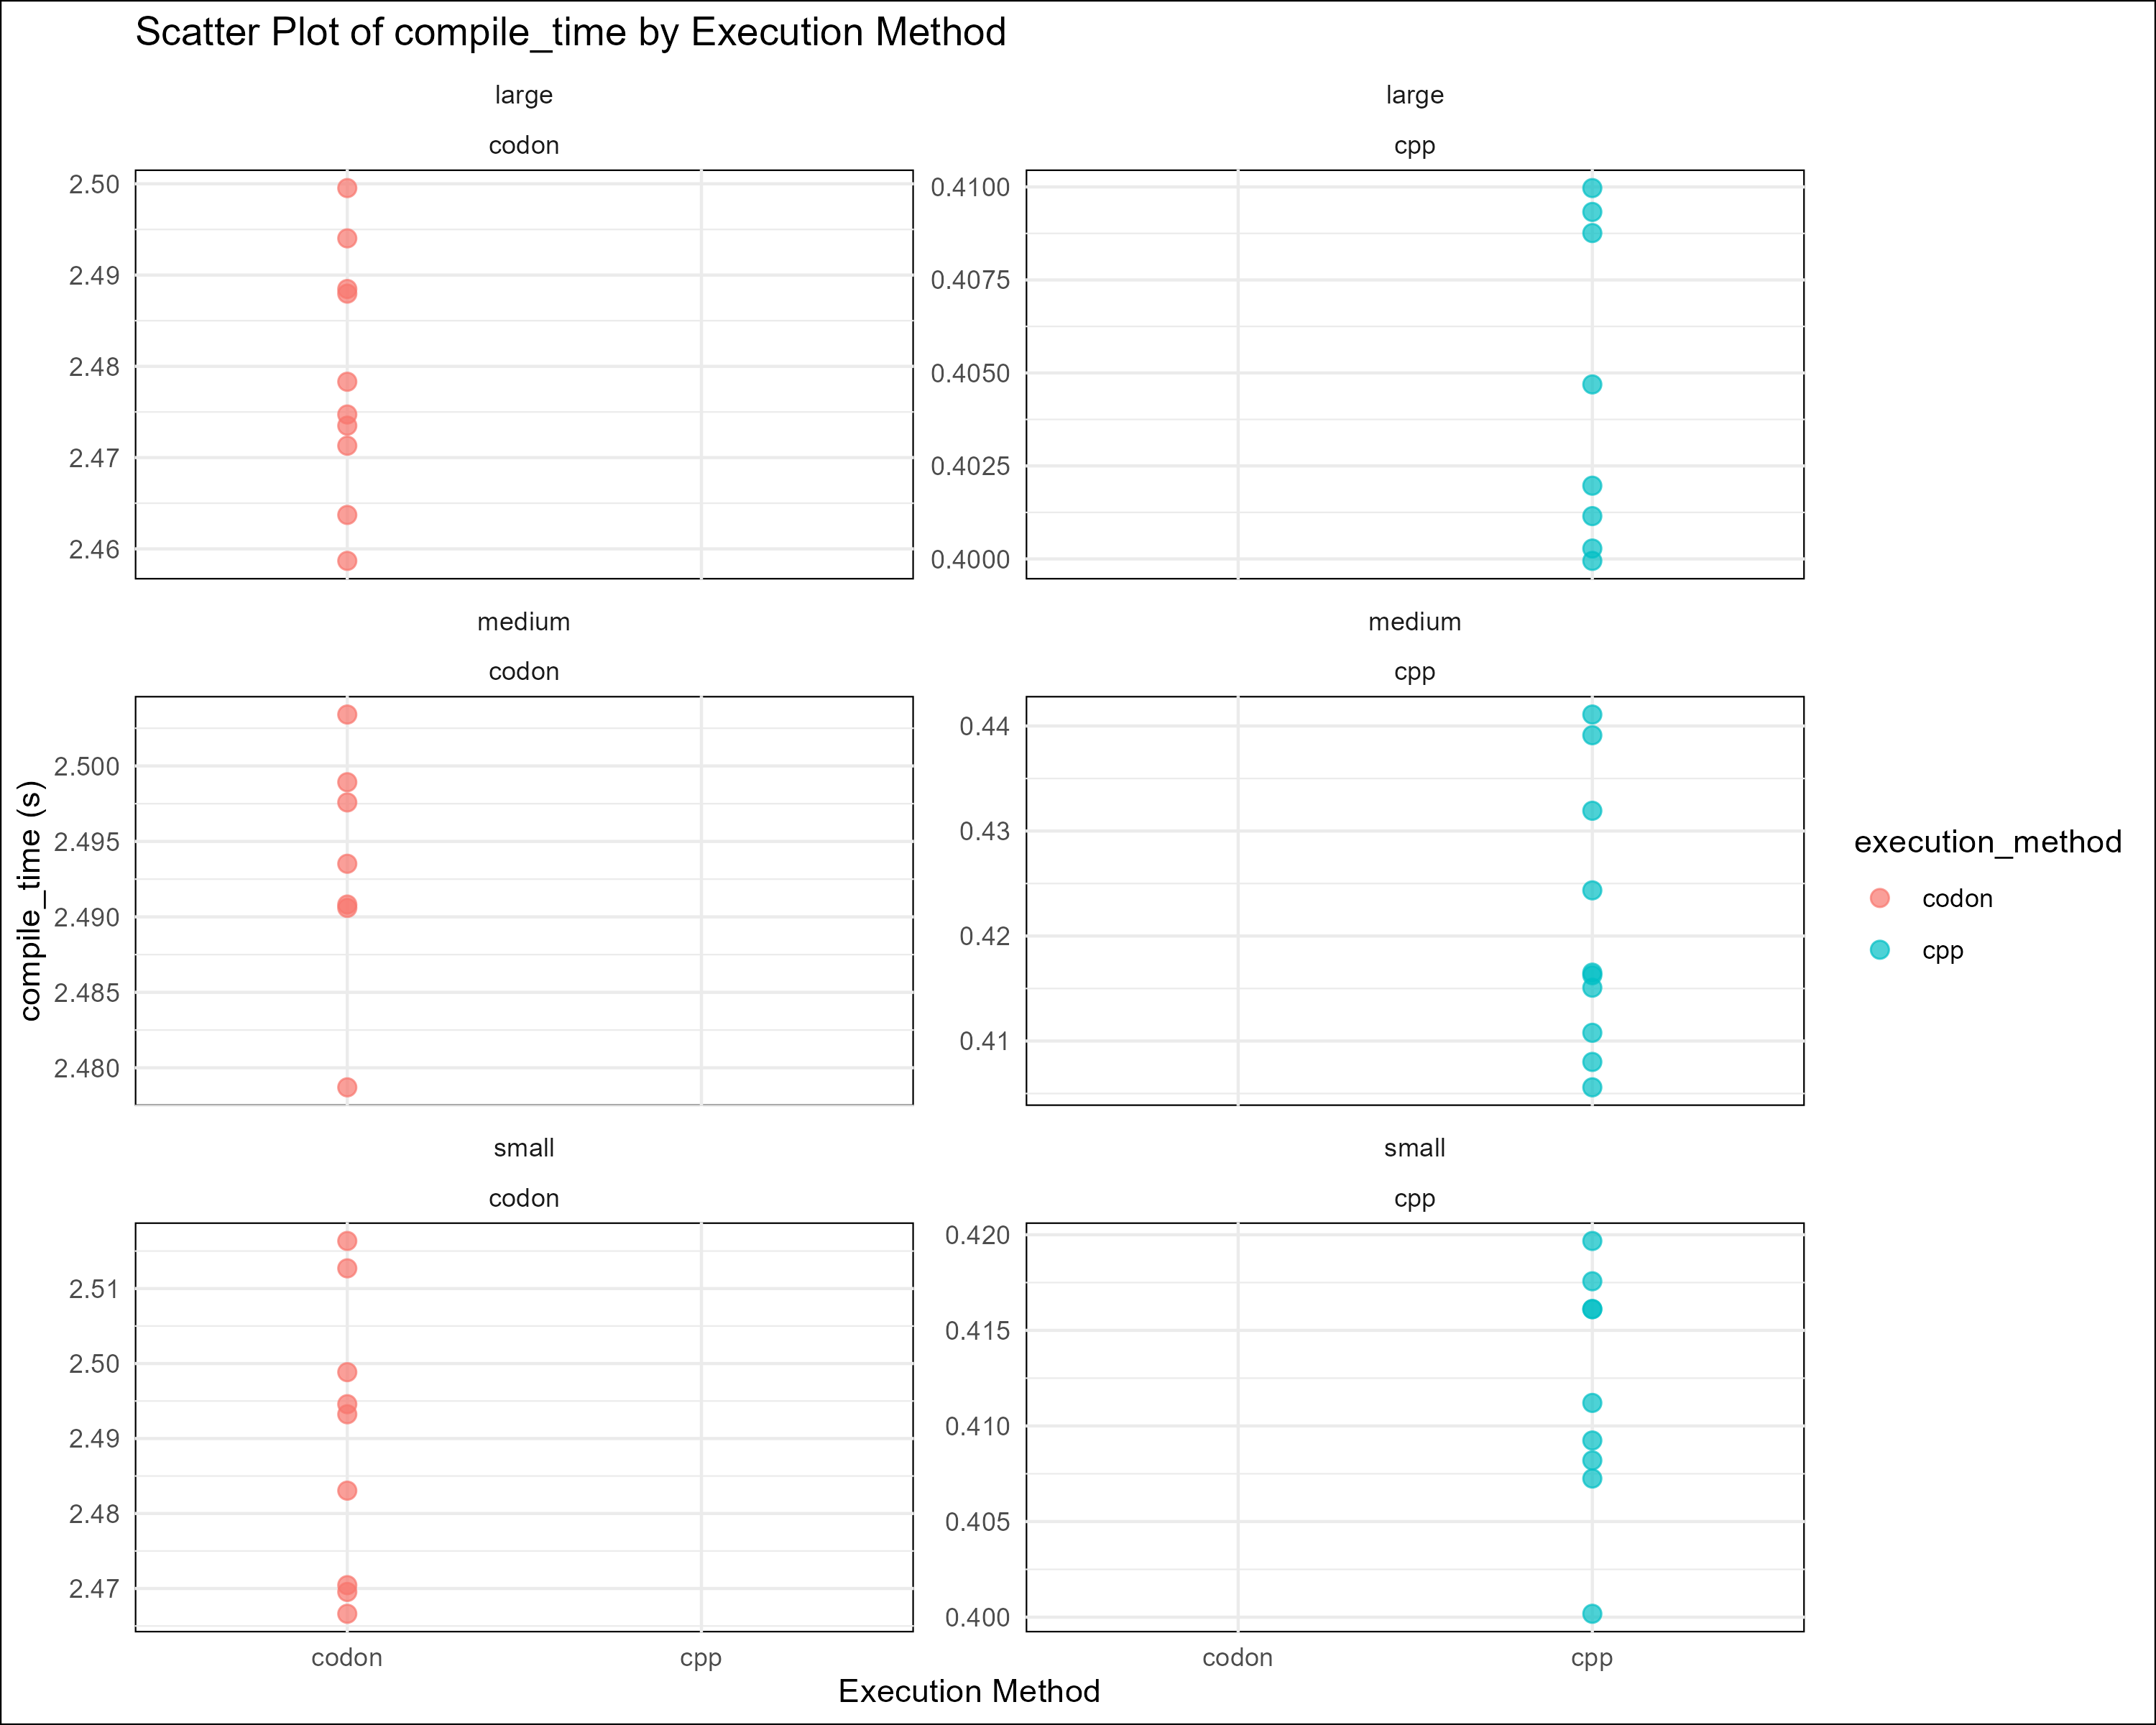 Scatter Plot of compile_time by Execution Method
large
codon
2.50
2.49
2.48
2.47
2.46
large
cpp
0.4100
0.4075
0.4050
0.4025
0.4000
medium
codon
2.500
2.495
2.490
2.485
2.480
medium
cpp
0.44
0.43
0.42
0.41
small
codon
2.51
2.50
2.49
2.48
2.47
codon
cpp
small
cpp
0.420
0.415
0.410
0.405
0.400
codon
cpp
compile_time (s)
Execution Method
execution_method
codon
cpp